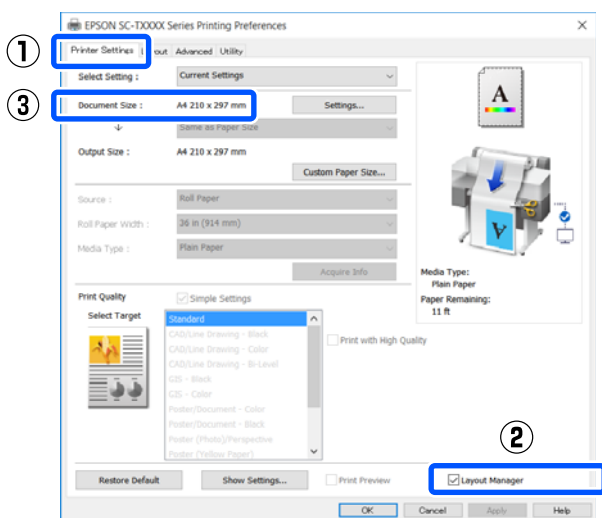 EPSON SC-TXXXX Series Printing Preferences
①
Printer Settings Layout Advanced Utility
Select Setting : Current Settings
③
Document Size : A4 210 x 297 mm Settings...
Same as Paper Size
Output Size : A4 210 x 297 mm
Custom Paper Size...
Source : Roll Paper
Roll Paper Width : 36 in (914 mm)
Media Type : Plain Paper
Acquire Info
A
A
Media Type:
Plain Paper
Paper Remaining:
11 ft
Print Quality Simple Settings
Select Target
Standard
CAD/Line Drawing - Black
CAD/Line Drawing - Color
CAD/Line Drawing - Bi-Level
GIS - Black
GIS - Color
Poster/Document - Color
Poster/Document - Black
Poster (Photo)/Perspective
Poster (Yellow Paper)
Print with High Quality
②
Restore Default Show Settings... Print Preview Layout Manager
OK Cancel Apply Help